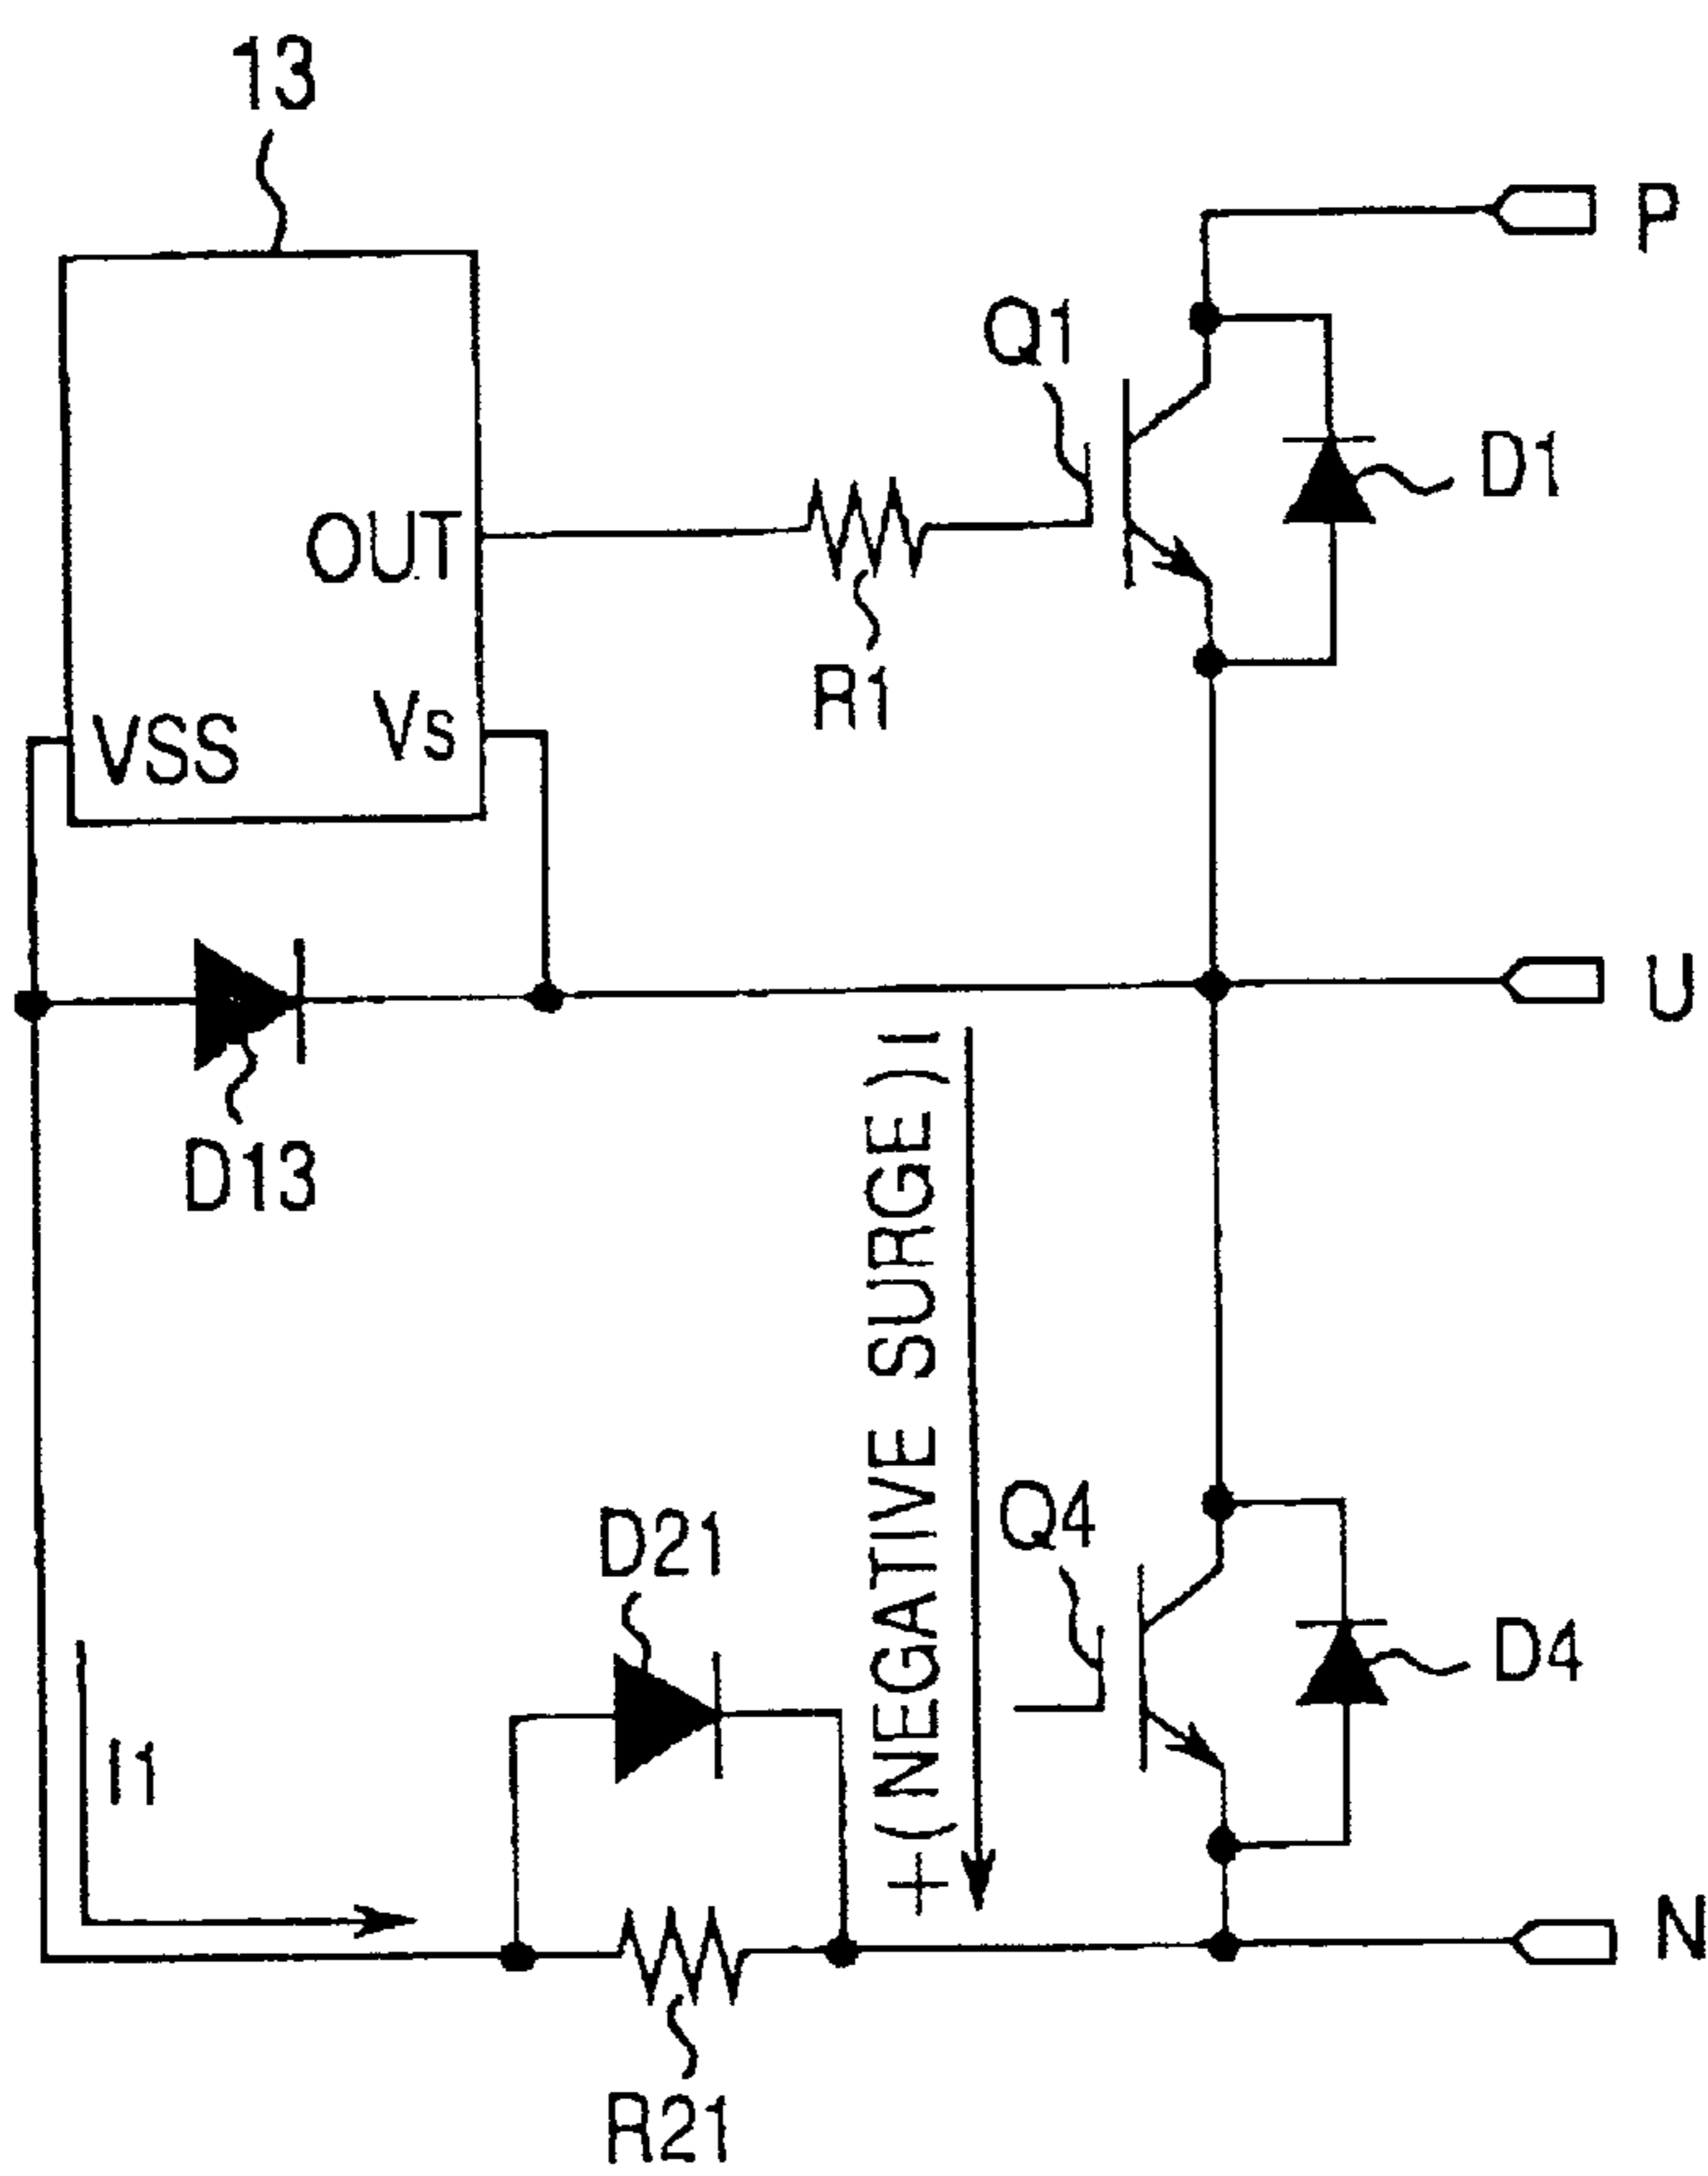 13
P
Q1
D1
OUT
R1
VSS
Vs
U
D13
+(NEGATIVE SURGE)-
Q4
D21
D4
I1
N
R21